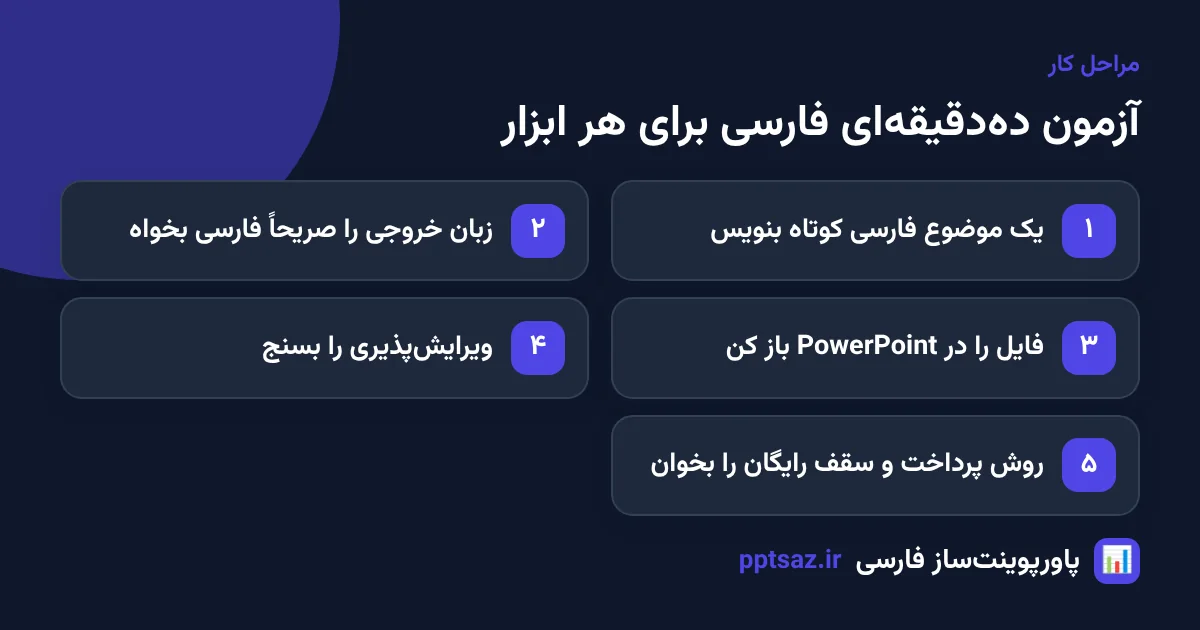 مراحل کار
آزمون ده‌دقیقه‌ای فارسی برای هر ابزار
۱ یک موضوع فارسی کوتاه بنویس
۲ زبان خروجی را صریحاً فارسی بخواه
۳ فایل را در PowerPoint باز کن
۴ ویرایش‌پذیری را بسنج
۵ روش پرداخت و سقف رایگان را بخوان
پاورپوینت‌ساز فارسی pptsaz.ir